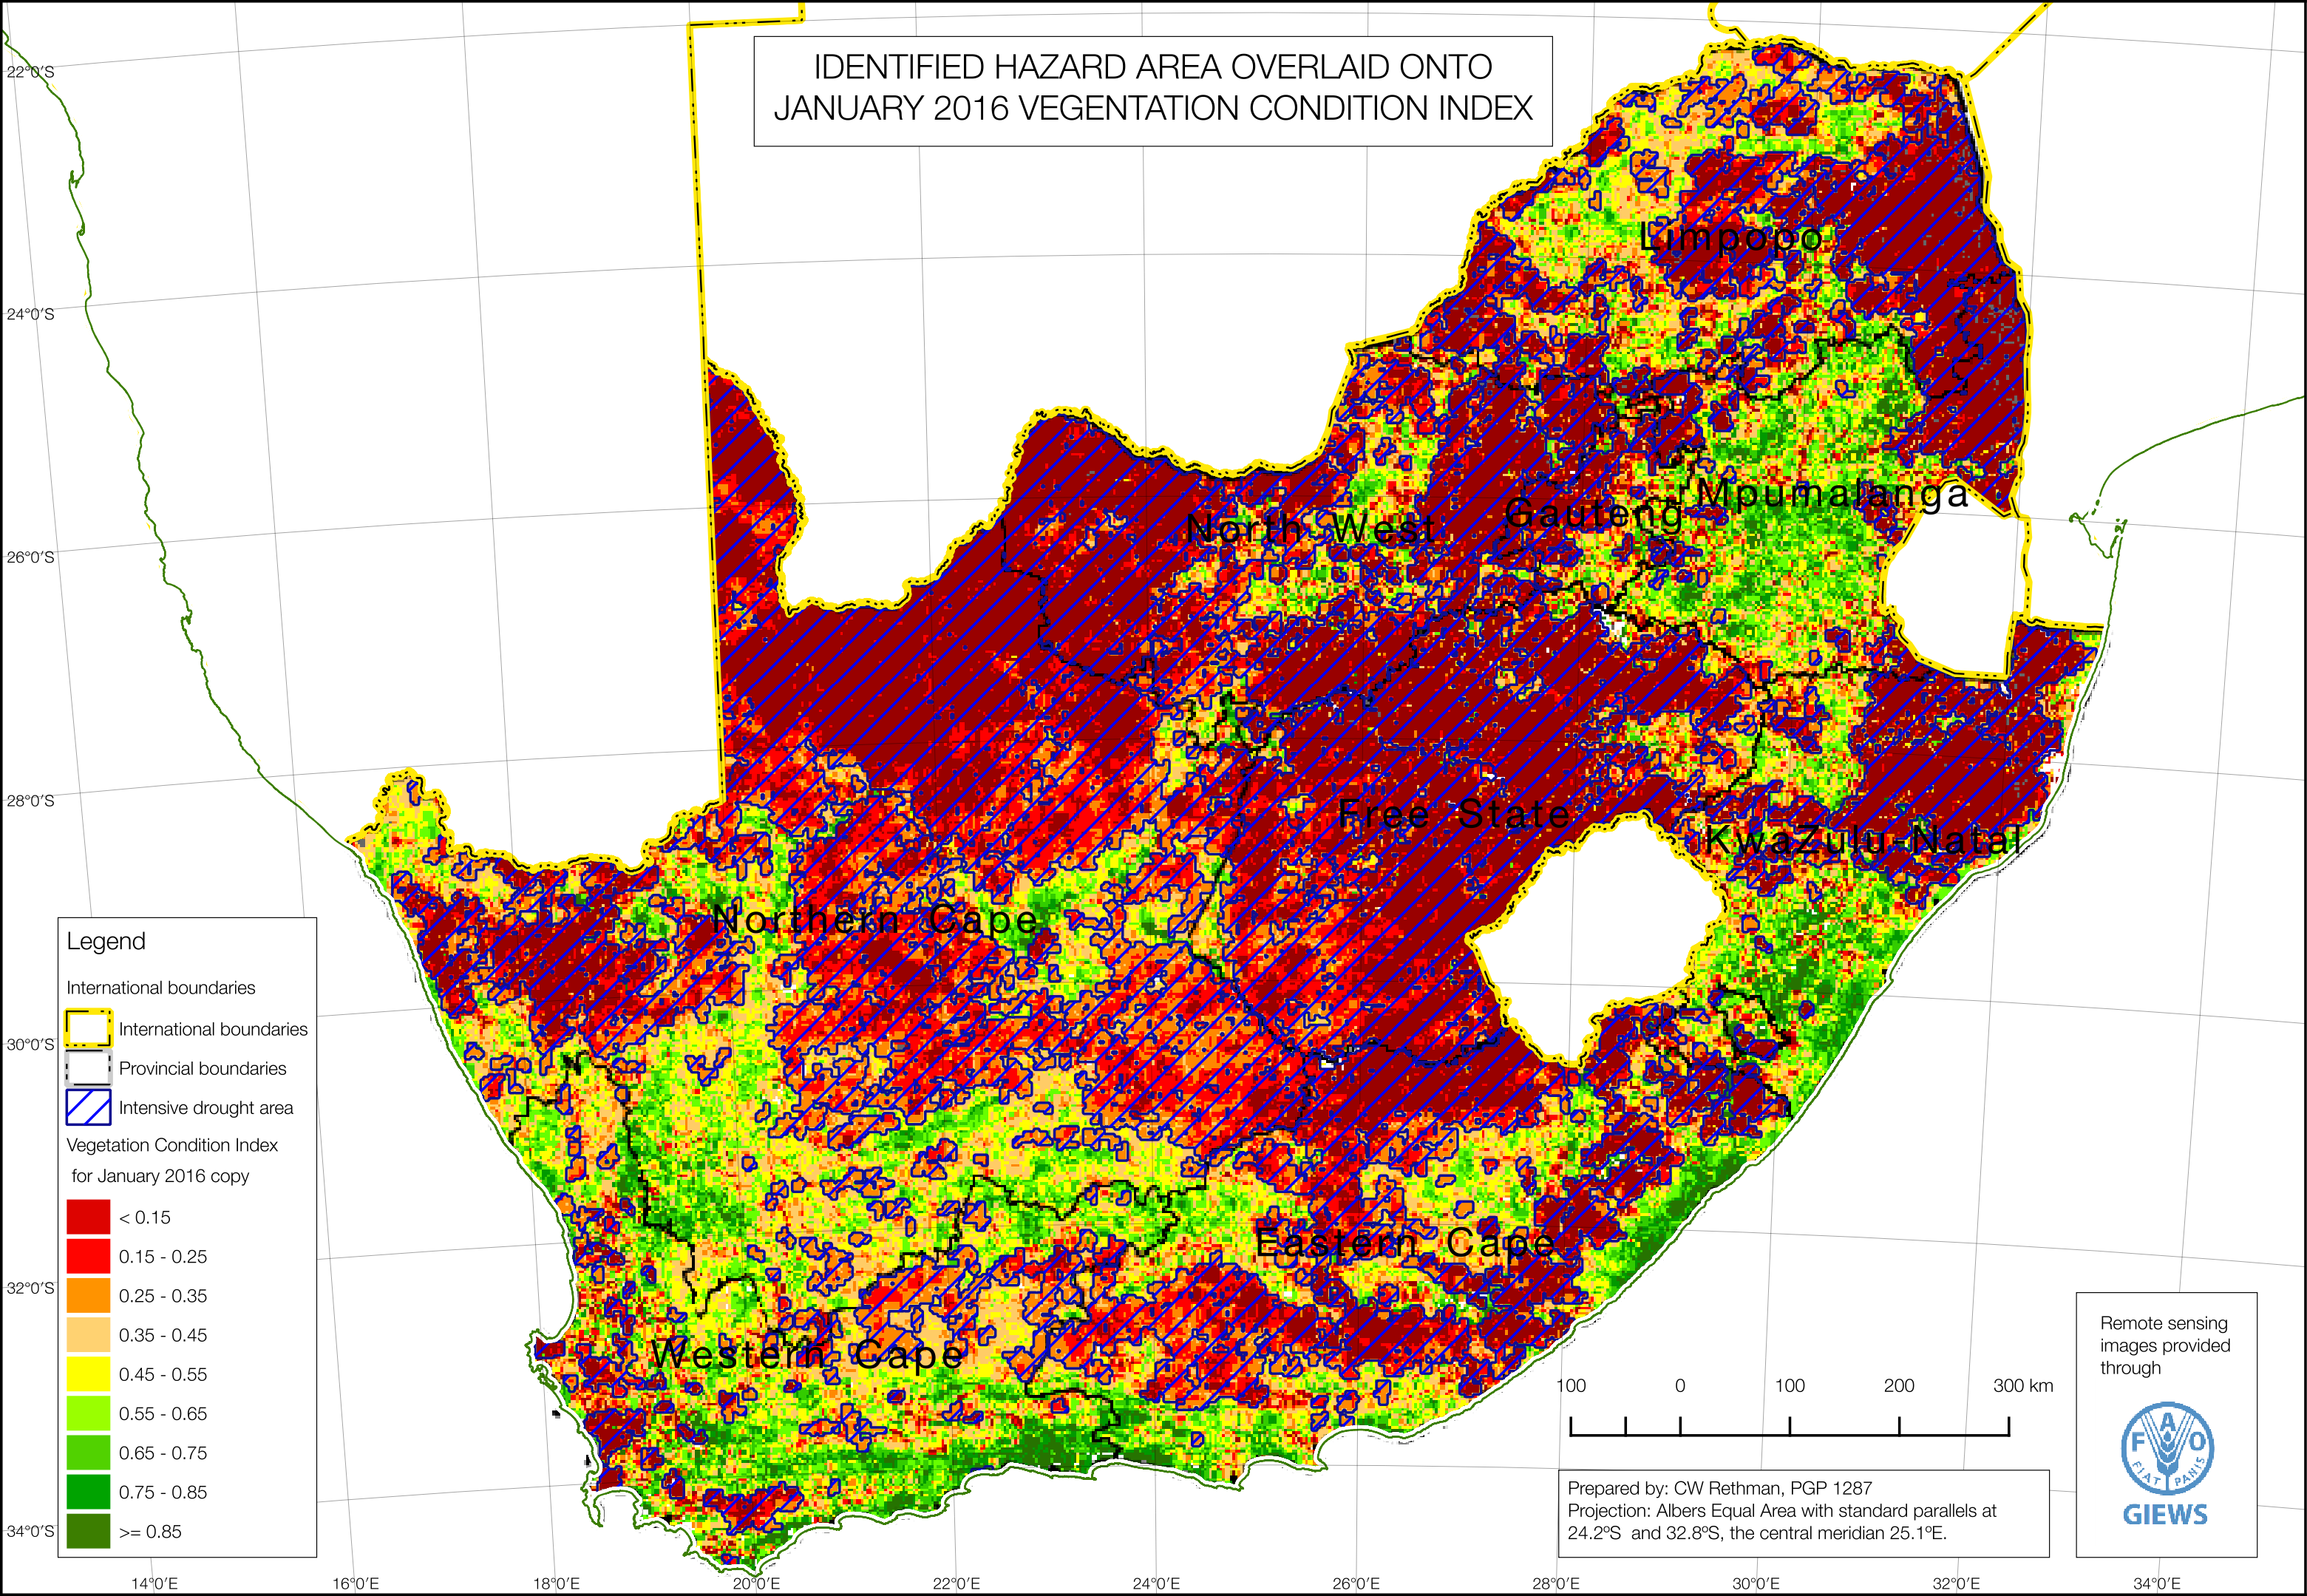 IDENTIFIED HAZARD AREA OVERLAID ONTO
JANUARY 2016 VEGENTATION CONDITION INDEX
22°0'S
24°0'S
26°0'S
28°0'S
30°0'S
32°0'S
34°0'S
Limpopo
Mpumalanga
Gauteng
North West
Free State
KwaZulu-Natal
Northern Cape
Eastern Cape
Western Cape
Legend
International boundaries
International boundaries
Provincial boundaries
Intensive drought area
Vegetation Condition Index
for January 2016 copy
< 0.15
0.15 - 0.25
0.25 - 0.35
0.35 - 0.45
0.45 - 0.55
0.55 - 0.65
0.65 - 0.75
0.75 - 0.85
>= 0.85
100 0 100 200 300 km
Prepared by: CW Rethman, PGP 1287
Projection: Albers Equal Area with standard parallels at
24.2ºS and 32.8ºS, the central meridian 25.1ºE.
Remote sensing
images provided
through
F A O
FIAT PANIS
GIEWS
14°0'E 16°0'E 18°0'E 20°0'E 22°0'E 24°0'E 26°0'E 28°0'E 30°0'E 32°0'E 34°0'E